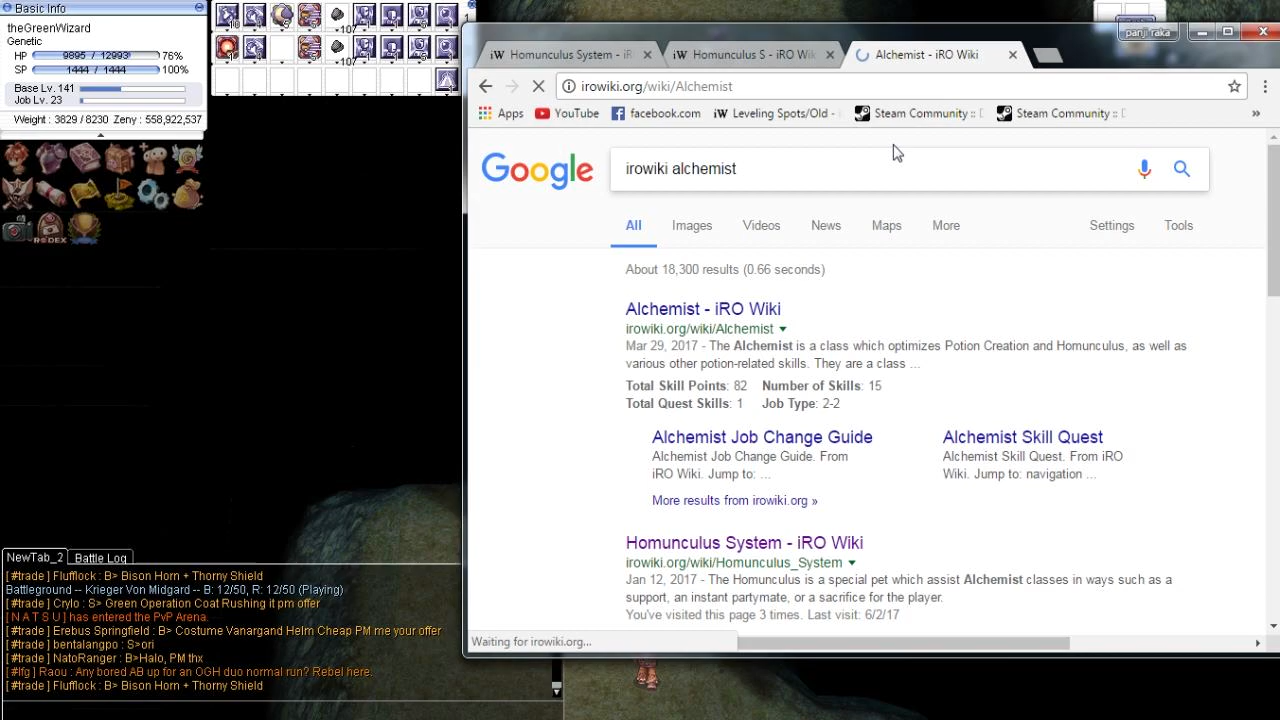 Basic Info
theGreenWizard
Genetic
HP 9895 / 12993 76%
SP 1444 / 1444 100%
Base Lv. 141
Job Lv. 23
Weight : 3829 / 8230 Zeny : 558,922,537
RODEX
107
107
panji raka
Homunculus System - iR
Homunculus S - iRO Wik
Alchemist - iRO Wiki
irowiki.org/wiki/Alchemist
Apps
YouTube
facebook.com
iW Leveling Spots/Old -
Steam Community ::
Steam Community ::
Google
irowiki alchemist
All Images Videos News Maps More Settings Tools
About 18,300 results (0.66 seconds)
Alchemist - iRO Wiki
irowiki.org/wiki/Alchemist
Mar 29, 2017 - The Alchemist is a class which optimizes Potion Creation and Homunculus, as well as
various other potion-related skills. They are a class ...
Total Skill Points: 82 Number of Skills: 15
Total Quest Skills: 1 Job Type: 2-2
Alchemist Job Change Guide
Alchemist Job Change Guide. From
iRO Wiki. Jump to: ...
Alchemist Skill Quest
Alchemist Skill Quest. From iRO
Wiki. Jump to: navigation ...
More results from irowiki.org »
Homunculus System - iRO Wiki
irowiki.org/wiki/Homunculus_System
Jan 12, 2017 - The Homunculus is a special pet which assist Alchemist classes in ways such as a
support, an instant partymate, or a sacrifice for the player.
You've visited this page 3 times. Last visit: 6/2/17
Waiting for irowiki.org...
NewTab_2 Battle Log
[ #trade ] Flufflock : B> Bison Horn + Thorny Shield
Battleground -- Krieger Von Midgard -- B: 12/50, R: 12/50 (Playing)
[ #trade ] Crylo : S> Green Operation Coat Rushing it pm offer
[ N A T S U ] has entered the PvP Arena.
[ #trade ] Erebus Springfield : B> Costume Vanargand Helm Cheap PM me your offer
[ #trade ] bentalangpo : S>ori
[ #trade ] NatoRanger : B>Halo, PM thx
[ #lfg ] Raou : Any bored AB up for an OGH duo normal run? Rebel here.
[ #trade ] Flufflock : B> Bison Horn + Thorny Shield